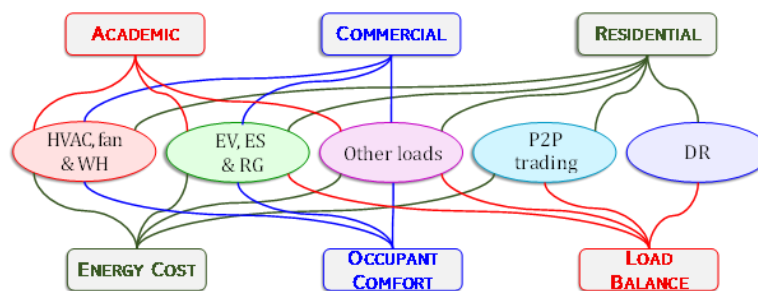 ACADEMIC
COMMERCIAL
RESIDENTIAL
HVAC, fan
& WH
EV, ES
& RG
Other loads
P2P
trading
DR
ENERGY COST
OCCUPANT
COMFORT
LOAD
BALANCE